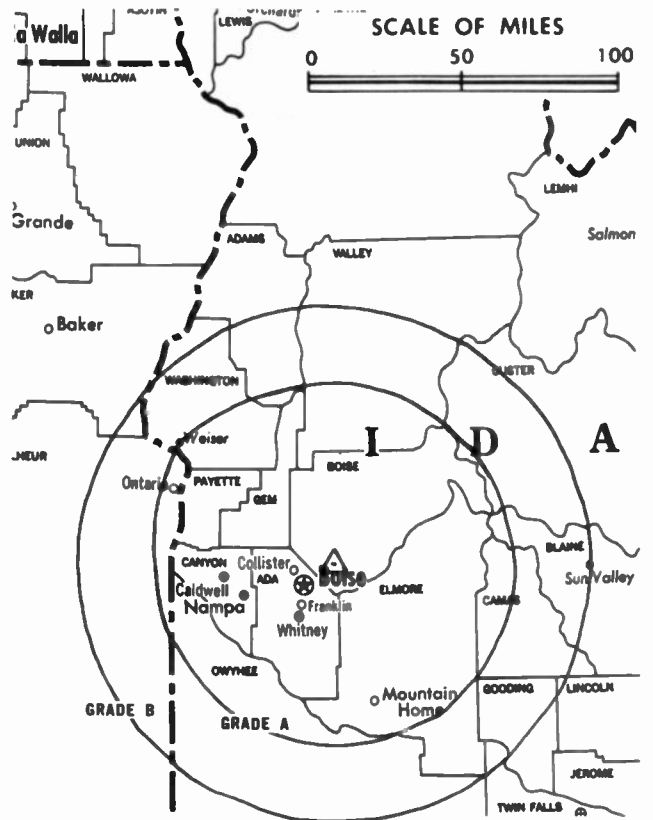 SCALE OF MILES
0 50 100
LEWIS
a Walla
WALLOWA
UNION
LEMHI
Grande
ADAMS
VALLEY
Salmon
KER
Baker
WASHINGTON
CUSTER
Weiser
I D A
HEUR
BOISE
PAYETTE
Ontario
GEM
BLAINE
CANYON
Collister
ADA
Boise
ELMORE
Sun Valley
Caldwell
Nampa
Franklin
CAMAS
Whitney
OWYHEE
Mountain
Home
GOODING
LINCOLN
GRADE B
GRADE A
JEROME
TWIN FALLS